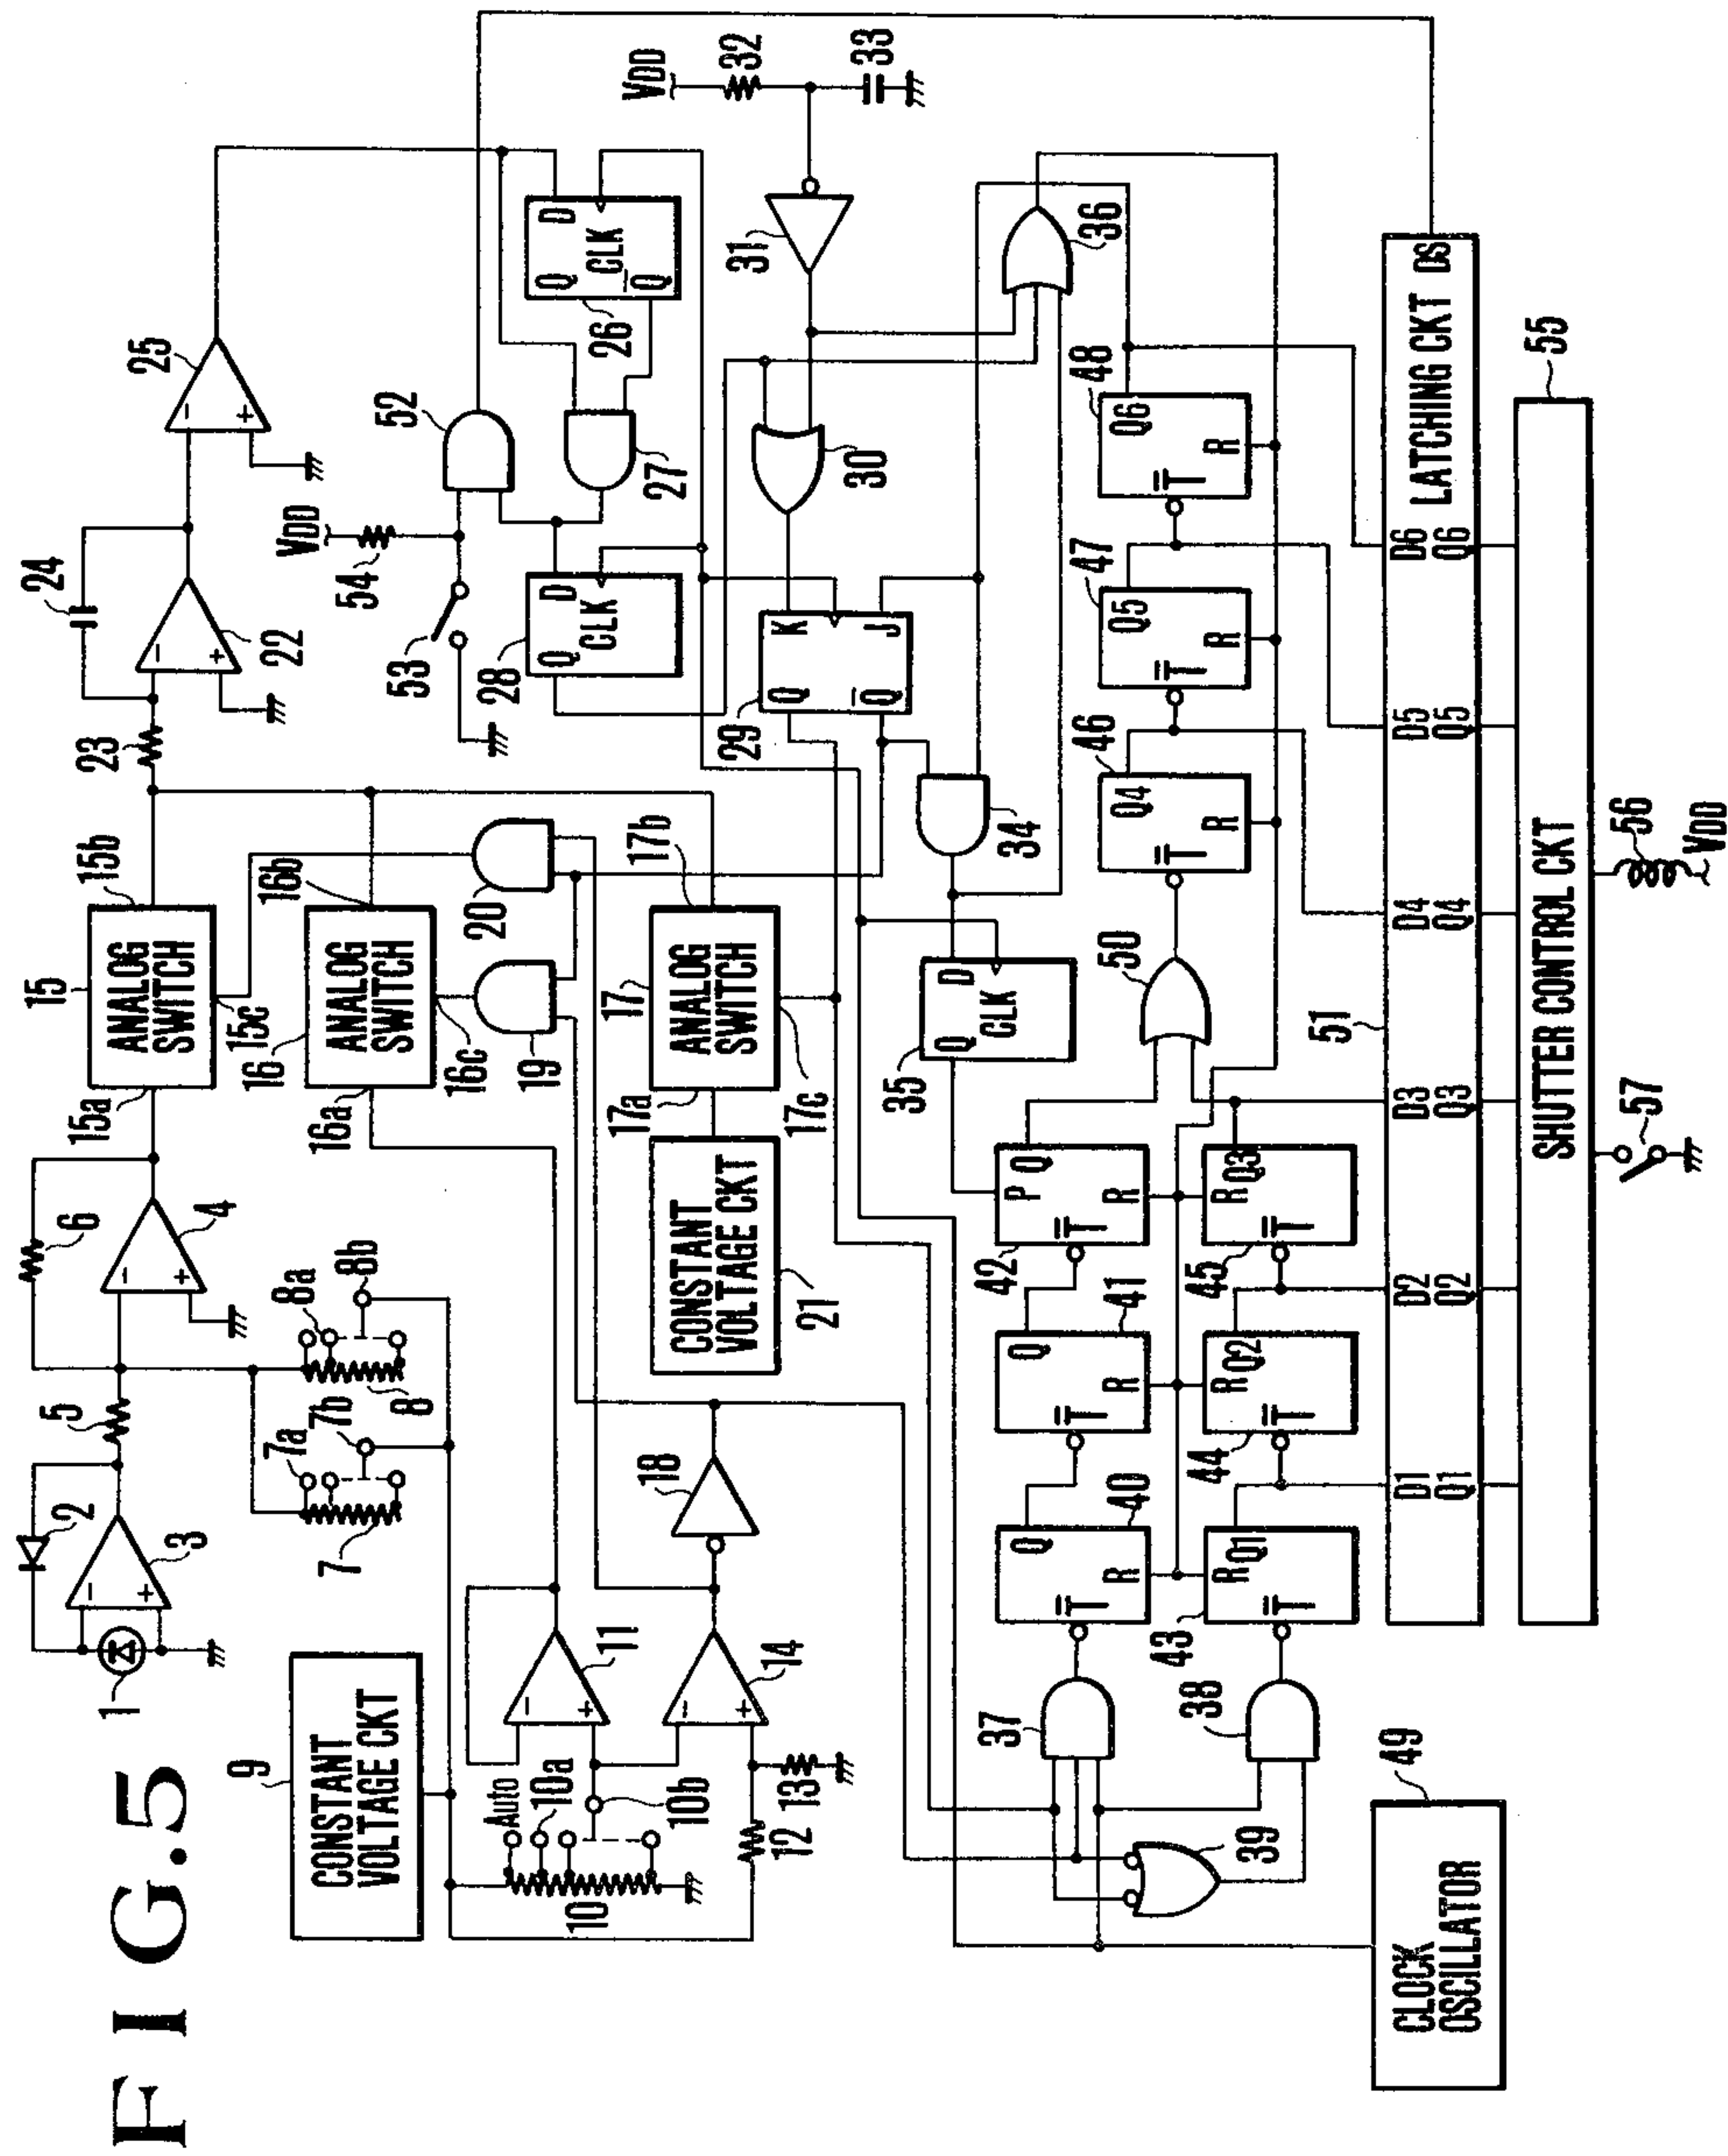 FIG.5
1
2
3
5
6
4
15a
15
ANALOG
SWITCH
15b
15c
23
24
22
25
9
CONSTANT
VOLTAGE CKT
7
7a
7b
8
8a
8b
16a
16
ANALOG
SWITCH
16b
16c
VDD
54
53
52
Auto
10a
10
10b
11
19
20
28
Q
D
CLK
27
26
Q
D
CLK
Q
12
13
14
18
21
CONSTANT
VOLTAGE CKT
17a
17
ANALOG
SWITCH
17b
17c
29
Q
K
Q
J
30
31
VDD
32
33
35
Q
D
CLK
34
36
39
37
40
T
Q
R
41
T
Q
R
42
T
P
Q
R
50
46
T
Q4
R
47
T
Q5
R
48
T
Q6
R
38
43
T
R
Q1
44
T
R
Q2
45
T
R
Q3
49
CLOCK
OSCILLATOR
51
D1
D2
D3
D4
D5
D6
LATCHING CKT
DS
Q1
Q2
Q3
Q4
Q5
Q6
SHUTTER CONTROL CKT
55
57
56
VDD